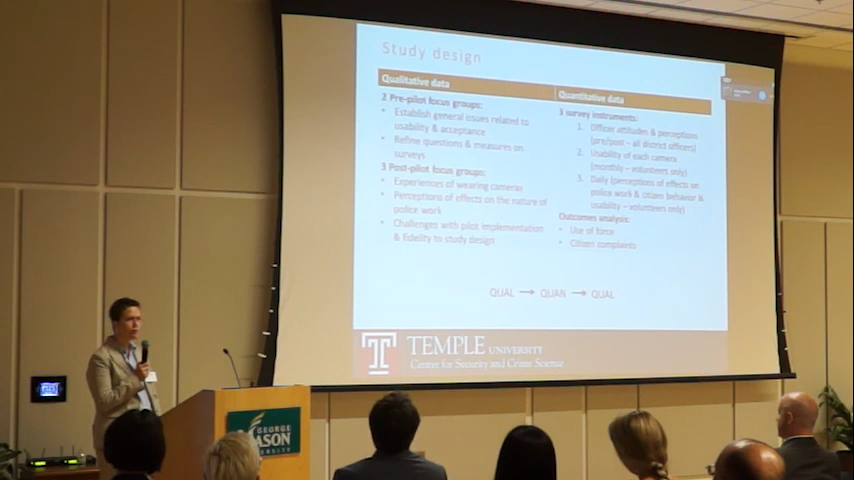 Study design
Qualitative data
2 Pre-pilot focus groups:
• Establish general issues related to
usability & acceptance
• Refine questions & measures on
surveys
3 Post-pilot focus groups:
• Experiences of wearing cameras
• Perceptions of effects on the nature of
police work
• Challenges with pilot implementation
& fidelity to study design
Quantitative data
3 survey instruments:
1. Officer attitudes & perceptions
(pre/post – all district officers)
2. Usability of each camera
(monthly – volunteers only)
3. Daily (perceptions of effects on
police work & citizen (behavior &
usability – volunteers only)
Outcomes analysis:
• Use of force
• Citizen complaints
QUAL → QUAN → QUAL
T
TEMPLE UNIVERSITY
Center for Security and Crime Science
GEORGE
MASON